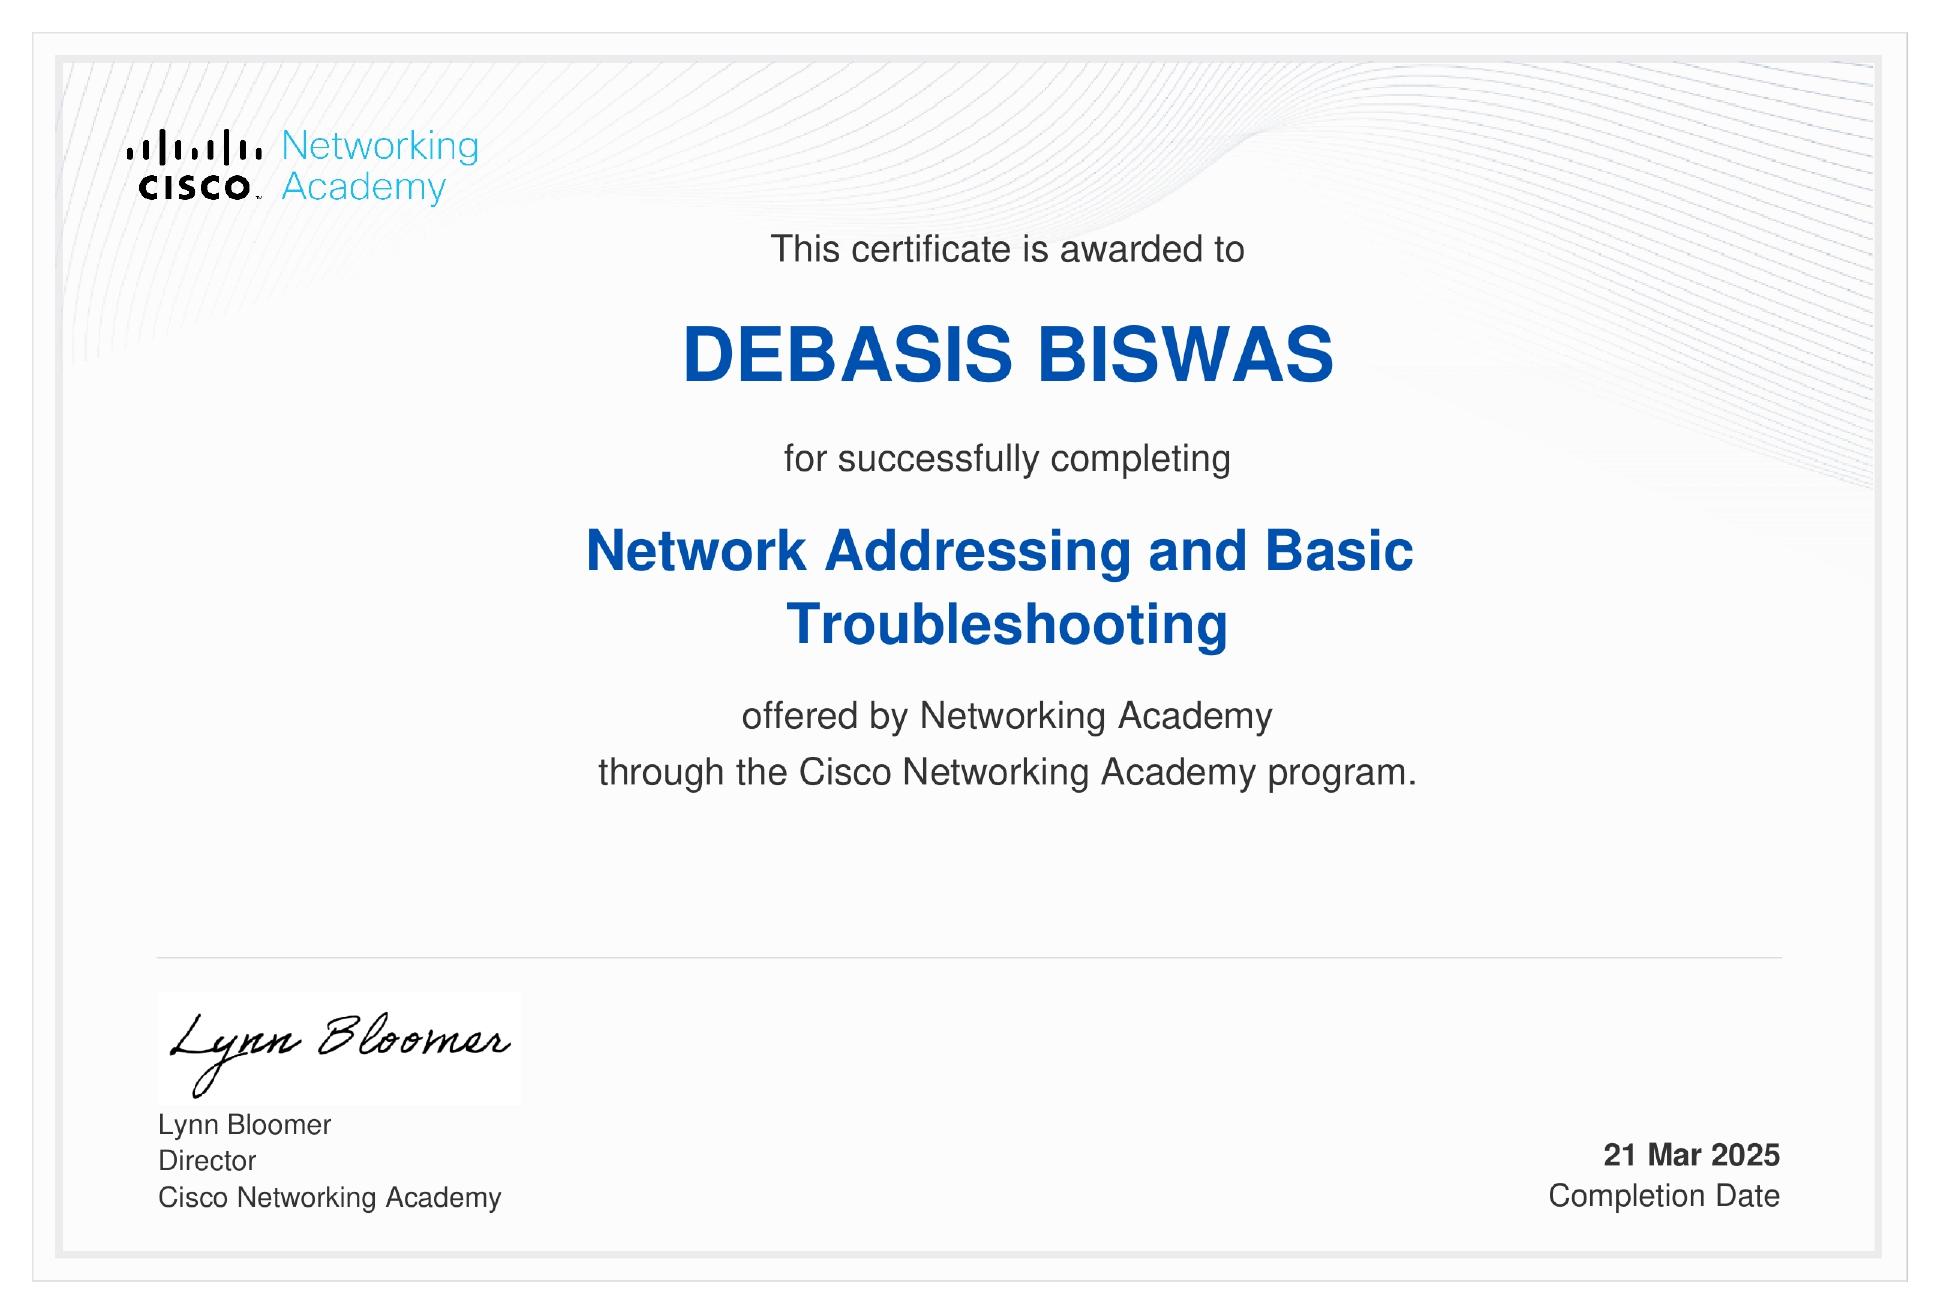 Networking
CISCO™ Academy
This certificate is awarded to
DEBASIS BISWAS
for successfully completing
Network Addressing and Basic
Troubleshooting
offered by Networking Academy
through the Cisco Networking Academy program.
Lynn Bloomer
Lynn Bloomer
Director
Cisco Networking Academy
21 Mar 2025
Completion Date